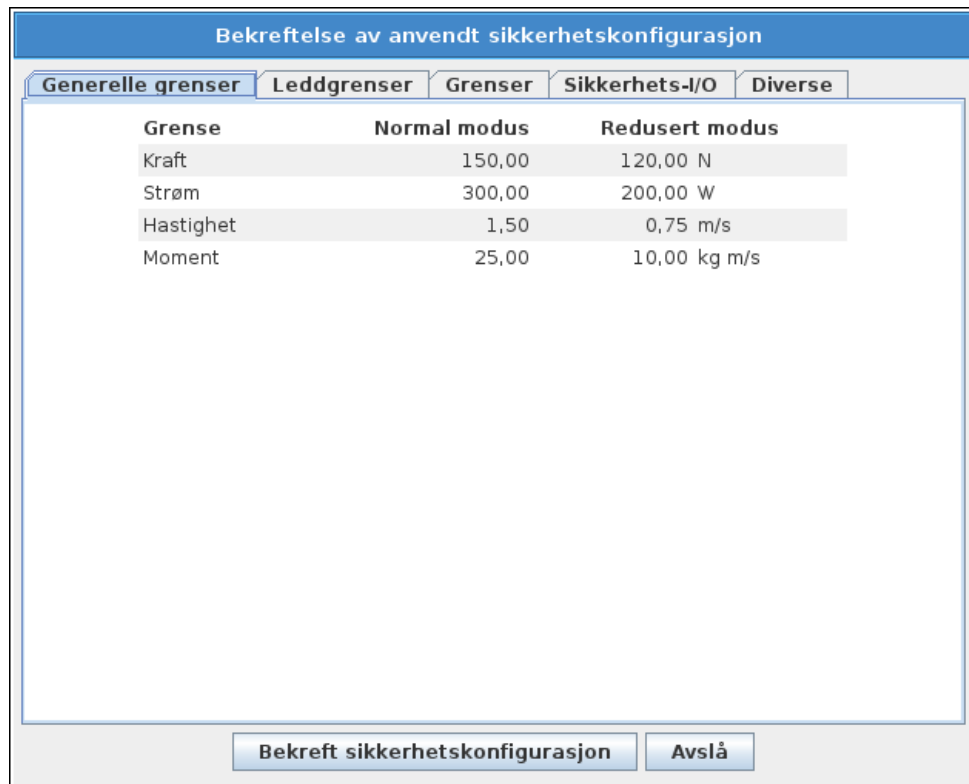 Bekreftelse av anvendt sikkerhetskonfigurasjon
Generelle grenser Leddgrenser Grenser Sikkerhets-I/O Diverse
Grense Normal modus Redusert modus
Kraft 150,00 120,00 N
Strøm 300,00 200,00 W
Hastighet 1,50 0,75 m/s
Moment 25,00 10,00 kg m/s
Bekreft sikkerhetskonfigurasjon Avslå